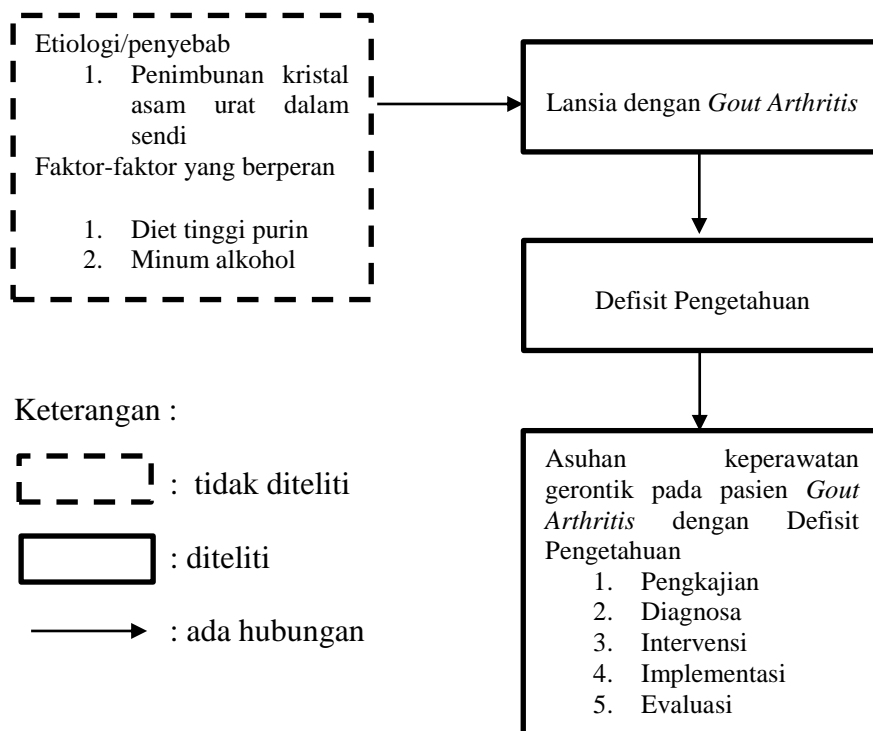 Etiologi/penyebab
1. Penimbunan kristal
asam urat dalam
sendi
Faktor-faktor yang berperan
1. Diet tinggi purin
2. Minum alkohol
Lansia dengan Gout Arthritis
Defisit Pengetahuan
Asuhan keperawatan
gerontik pada pasien Gout
Arthritis dengan Defisit
Pengetahuan
1. Pengkajian
2. Diagnosa
3. Intervensi
4. Implementasi
5. Evaluasi
Keterangan :
: tidak diteliti
: diteliti
: ada hubungan